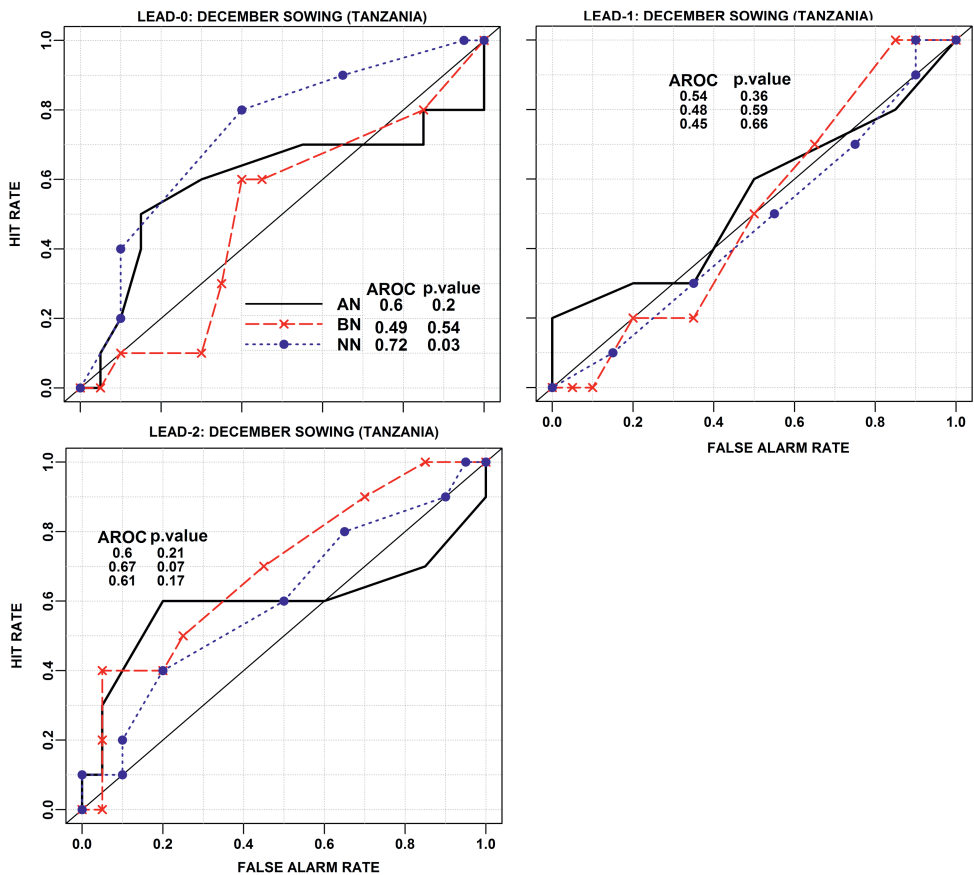 LEAD-0: DECEMBER SOWING (TANZANIA)
HIT RATE
0.0 0.2 0.4 0.6 0.8 1.0
AROC p.value
AN 0.6 0.2
BN 0.49 0.54
NN 0.72 0.03
LEAD-1: DECEMBER SOWING (TANZANIA)
AROC p.value
0.54 0.36
0.48 0.59
0.45 0.66
0.0 0.2 0.4 0.6 0.8 1.0
FALSE ALARM RATE
LEAD-2: DECEMBER SOWING (TANZANIA)
HIT RATE
0.0 0.2 0.4 0.6 0.8 1.0
AROC p.value
0.6 0.21
0.67 0.07
0.61 0.17
0.0 0.2 0.4 0.6 0.8 1.0
FALSE ALARM RATE